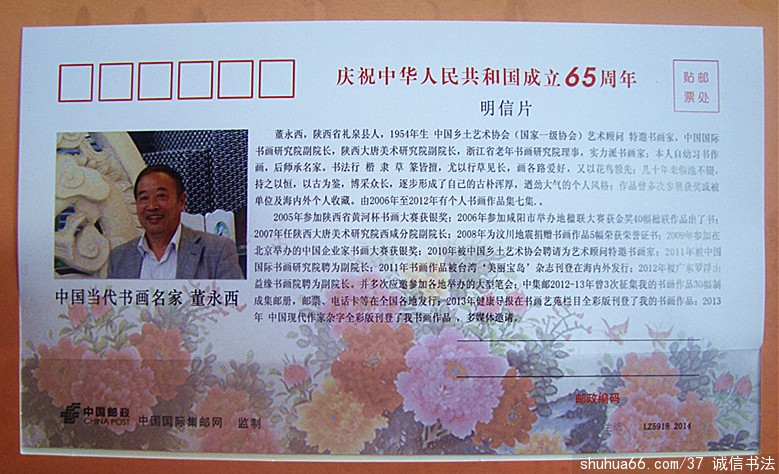 庆祝中华人民共和国成立65周年
明信片
贴邮
票处
董永西，陕西省礼泉县人，1954年生 中国乡土艺术协会（国家一级协会）艺术顾问 特邀书画家，中国国际
书画研究院副院长，陕西大唐美术研究院副院长，浙江省老年书画研究院理事，实力派书画家；本人自幼习书作
画，后师承名家。书法行 楷 隶 草 篆皆擅，尤以行草见长，画各路爱好，又以花鸟领先；几十年来临池不辍，
持之以恒，以古为鉴，博采众长，逐步形成了自己的古朴浑厚，遒劲大气的个人风格；作品曾多次参展获奖或被
单位及海内外个人收藏。由2006年至2012年有个人书画作品集七集．．
2005年参加陕西省黄河杯书画大赛获银奖；2006年参加咸阳市举办地楹联大赛获金奖40幅楹联作品出了书；
2007年任陕西大唐美术研究院西咸分院副院长；2008年为汶川地震捐赠书画作品5幅荣获荣誉证书；2009年参加在
北京举办的中国企业家书画大赛获银奖；2010年被中国乡土艺术协会聘请为艺术顾问特邀画家；2011年被中国
国际书画研究院聘为副院长；2011年书画作品被台湾‘美丽宝岛’杂志刊登在海内外发行；2012年被广东罗浮山
益缘书画院聘为副院长，并多次应邀参加各地举办的大型笔会；中集邮2012-13年曾3次征集我的书画作品30幅制
成集邮册，邮票、电话卡等在全国各地发行；2013年健康导报在书画艺苑栏目全彩版刊登了我的书画作品；2013
年 中国现代作家杂字全彩版刊登了我书画作品 ，多媒体邀请。
中国当代书画名家 董永西
邮政编码
中国邮政
CHINA POST
中国国际集邮网 监制
LZ5918 2014
shuhua66.com/37 诚信书法